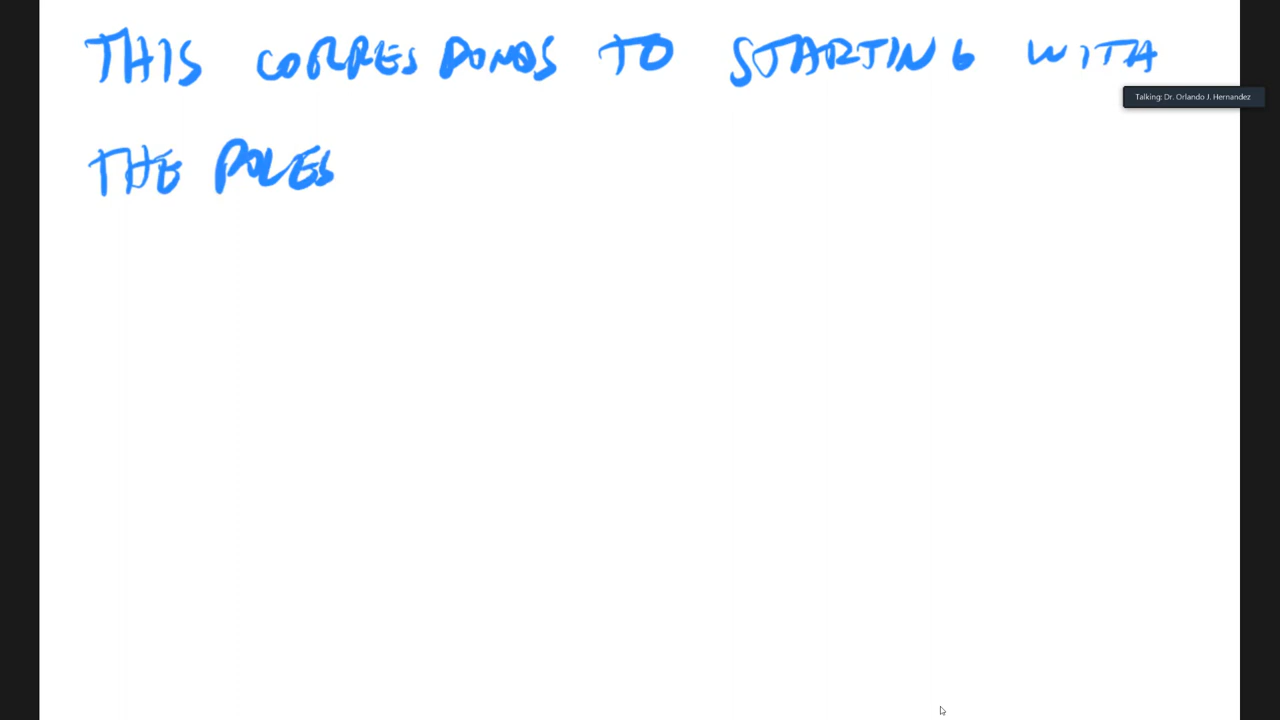 THIS CORRESPONDS TO STARTING WITH
Talking: Dr. Orlando J. Hernandez
THE POLES